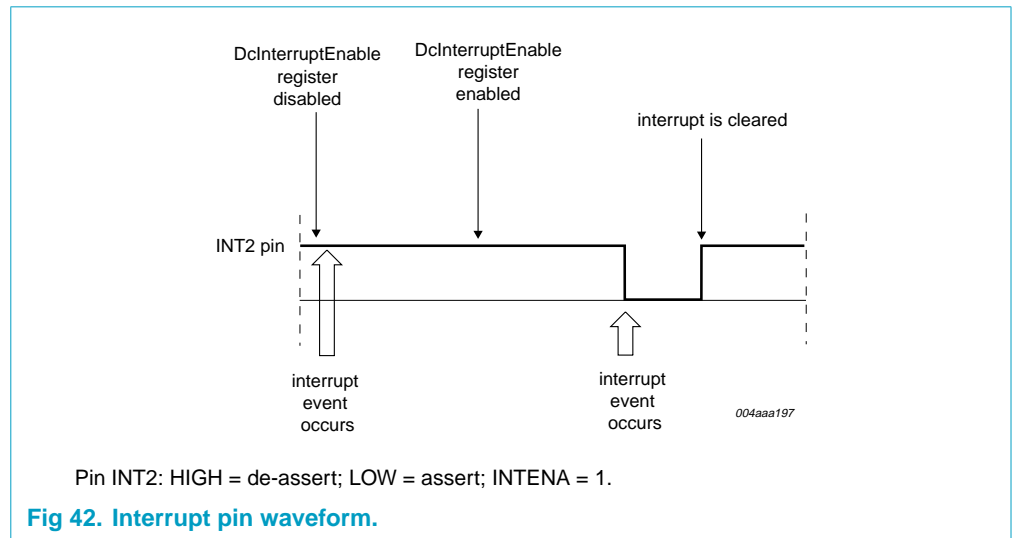 DcInterruptEnable
register
disabled
DcInterruptEnable
register
enabled
interrupt is cleared
INT2 pin
interrupt
event
occurs
interrupt
event
occurs
004aaa197
Pin INT2: HIGH = de-assert; LOW = assert; INTENA = 1.
Fig 42. Interrupt pin waveform.